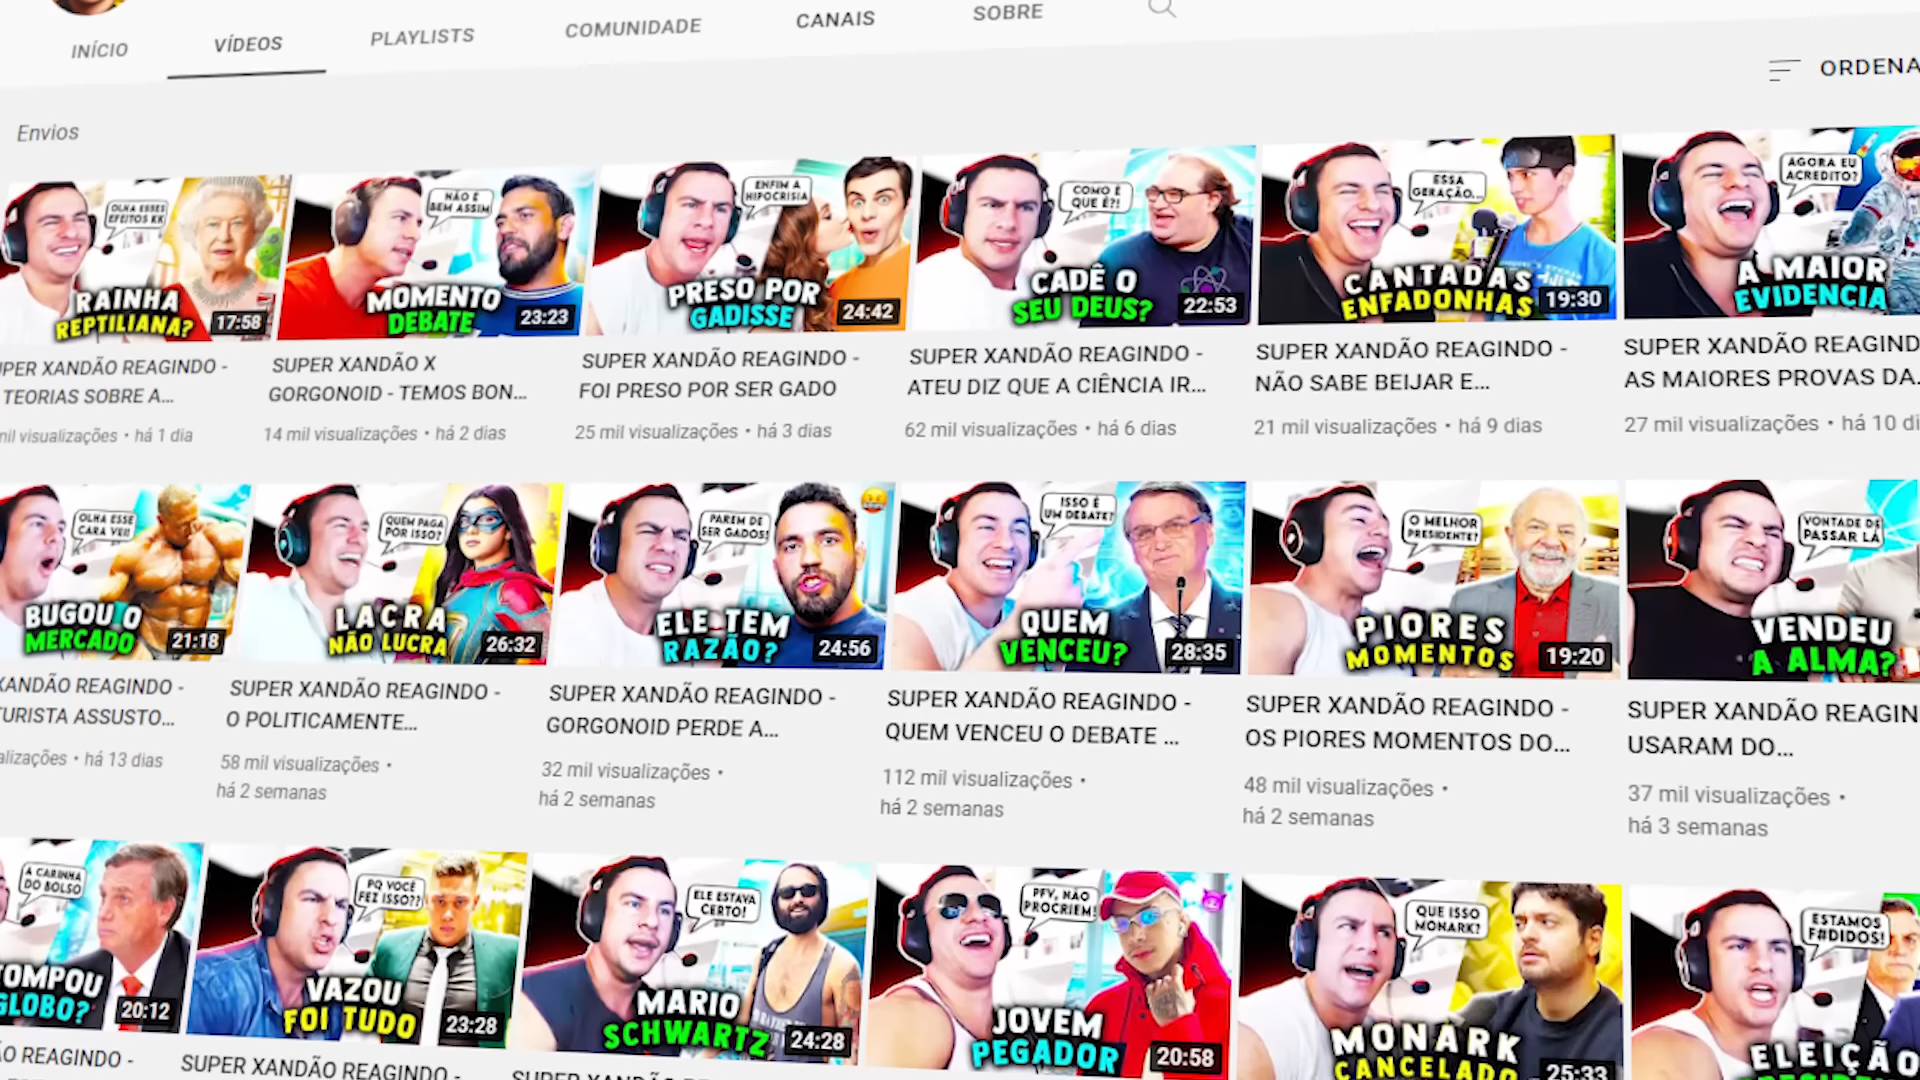 INÍCIO
VÍDEOS
PLAYLISTS
COMUNIDADE
CANAIS
SOBRE
ORDENA
Envios
OLHA ESSES
EFEITOS KK
RAINHA
REPTILIANA?
17:58
NÃO É
BEM ASSIM
MOMENTO
DEBATE
23:23
ENFIM A
HIPOCRISIA
PRESO POR
GADISSE
24:42
COMO É
QUE É?!
CADÊ O
SEU DEUS?
22:53
ESSA
GERAÇÃO...
CANTADAS
ENFADONHAS
19:30
AGORA EU
ACREDITO?
A MAIOR
EVIDENCIA
UPER XANDÃO REAGINDO -
TEORIAS SOBRE A...
mil visualizações • há 1 dia
SUPER XANDÃO X
GORGONOID - TEMOS BON...
14 mil visualizações • há 2 dias
SUPER XANDÃO REAGINDO -
FOI PRESO POR SER GADO
25 mil visualizações • há 3 dias
SUPER XANDÃO REAGINDO -
ATEU DIZ QUE A CIÊNCIA IR...
62 mil visualizações • há 6 dias
SUPER XANDÃO REAGINDO -
NÃO SABE BEIJAR E...
21 mil visualizações • há 9 dias
SUPER XANDÃO REAGIND
AS MAIORES PROVAS DA.
27 mil visualizações • há 10 di
OLHA ESSE
CARA VEI!
BUGOU O
MERCADO
21:18
QUEM PAGA
POR ISSO?
LACRA
NÃO LUCRA
26:32
PAREM DE
SER GADOS!
ELE TEM
RAZÃO?
24:56
ISSO É
UM DEBATE?
QUEM
VENCEU?
28:35
O MELHOR
PRESIDENTE?
PIORES
MOMENTOS
19:20
VONTADE DE
PASSAR LÁ
VENDEU
A ALMA?
XANDÃO REAGINDO -
TURISTA ASSUSTO...
alizações • há 13 dias
SUPER XANDÃO REAGINDO -
O POLITICAMENTE...
58 mil visualizações •
há 2 semanas
SUPER XANDÃO REAGINDO -
GORGONOID PERDE A...
32 mil visualizações •
há 2 semanas
SUPER XANDÃO REAGINDO -
QUEM VENCEU O DEBATE ...
112 mil visualizações •
há 2 semanas
SUPER XANDÃO REAGINDO -
OS PIORES MOMENTOS DO...
48 mil visualizações •
há 2 semanas
SUPER XANDÃO REAGIN
USARAM DO...
37 mil visualizações •
há 3 semanas
A CARINHA
DO BOLSO
ROMPOU
GLOBO?
20:12
PQ VOCÊ
FEZ ISSO??
VAZOU
FOI TUDO
23:28
ELE ESTAVA
CERTO!
MARIO
SCHWARTZ
24:28
PFV, NÃO
PROCRIEM!
JOVEM
PEGADOR
20:58
QUE ISSO
MONARK?
MONARK
CANCELADO
25:33
ESTAMOS
F#DIDOS!
ELEIÇÃO
ÃO REAGINDO -
SUPER XANDÃO REAGINDO -